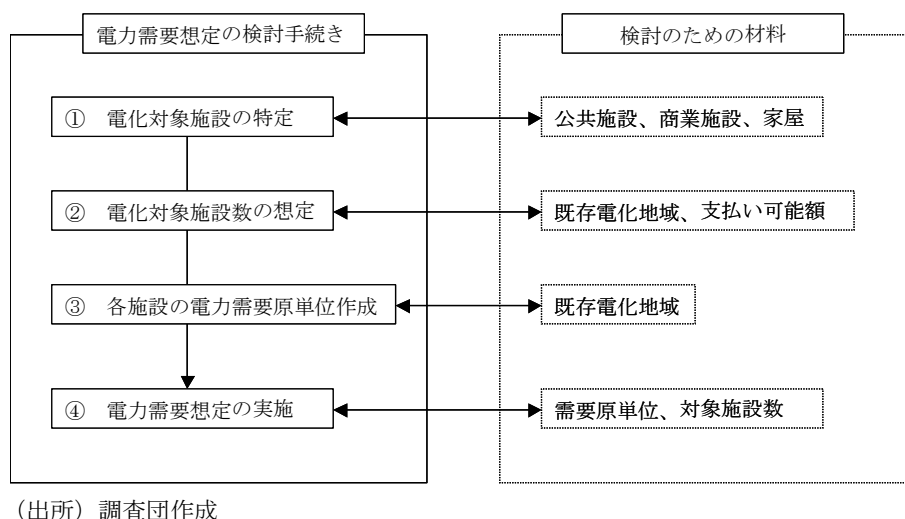 電力需要想定の検討手続き
検討のための材料
① 電化対象施設の特定
公共施設、商業施設、家屋
② 電化対象施設数の想定
既存電化地域、支払い可能額
③ 各施設の電力需要原単位作成
既存電化地域
④ 電力需要想定の実施
需要原単位、対象施設数
（出所）調査団作成